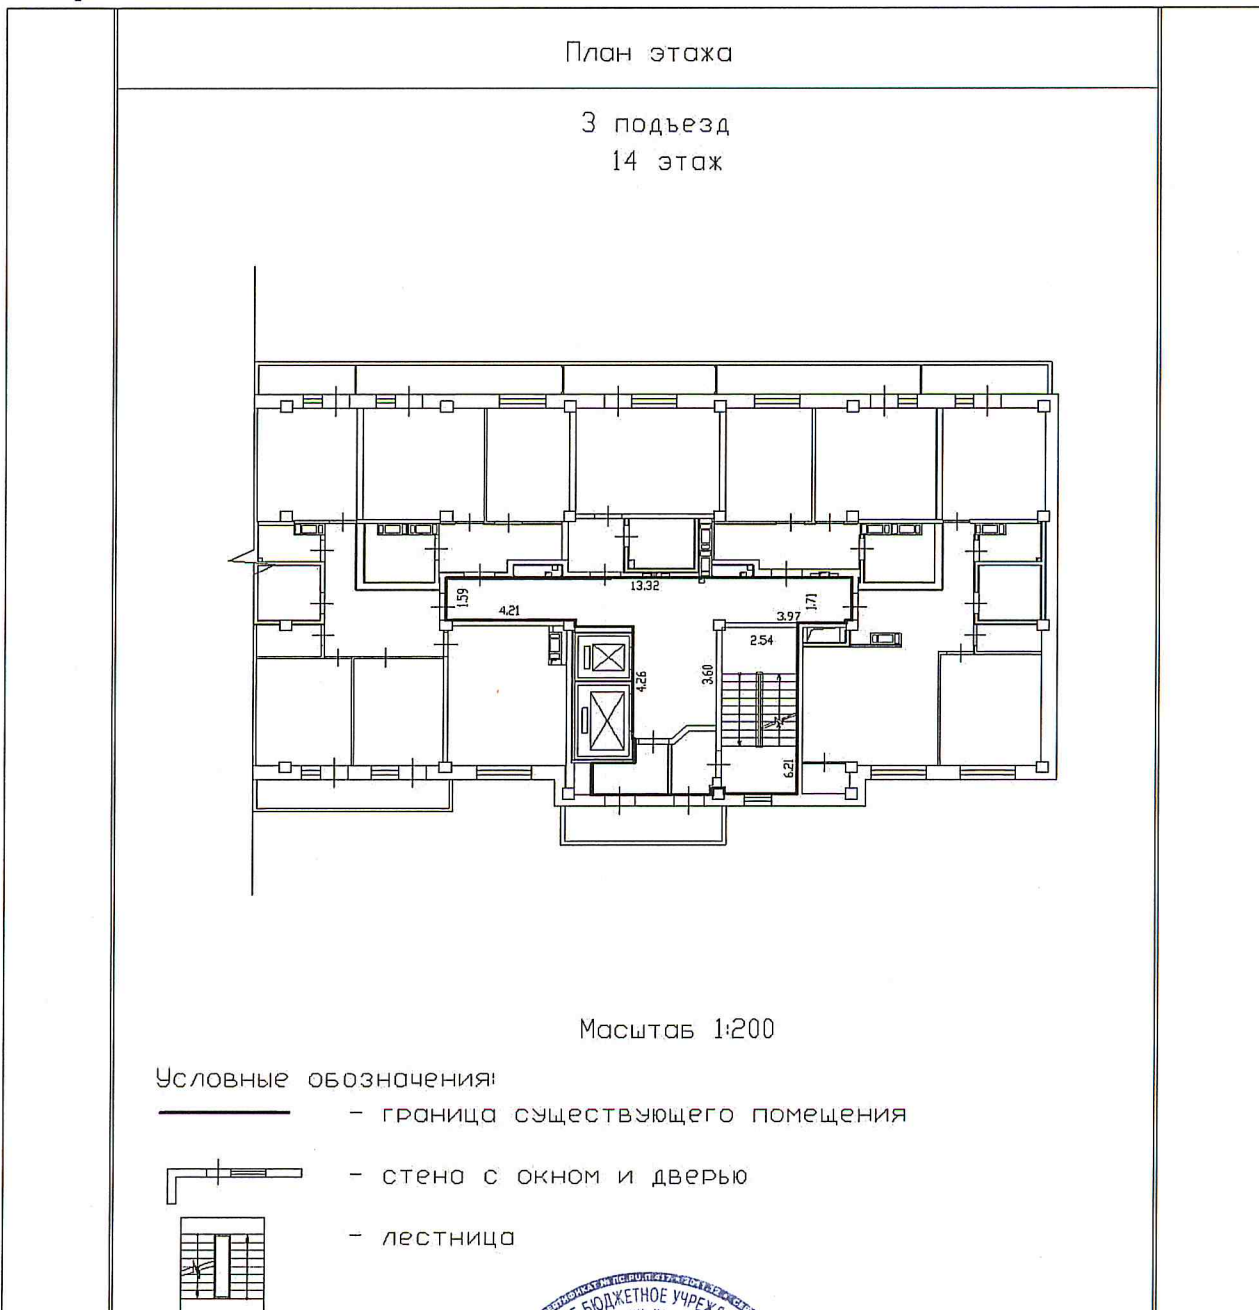 План этажа
3 подъезд
14 этаж
13.32
1.59
4.21
1.71
3.97
2.54
4.26
3.60
6.21
Масштаб 1:200
Условные обозначения:
- граница существующего помещения
- стена с окном и дверью
- лестница
БЮДЖЕТНОЕ